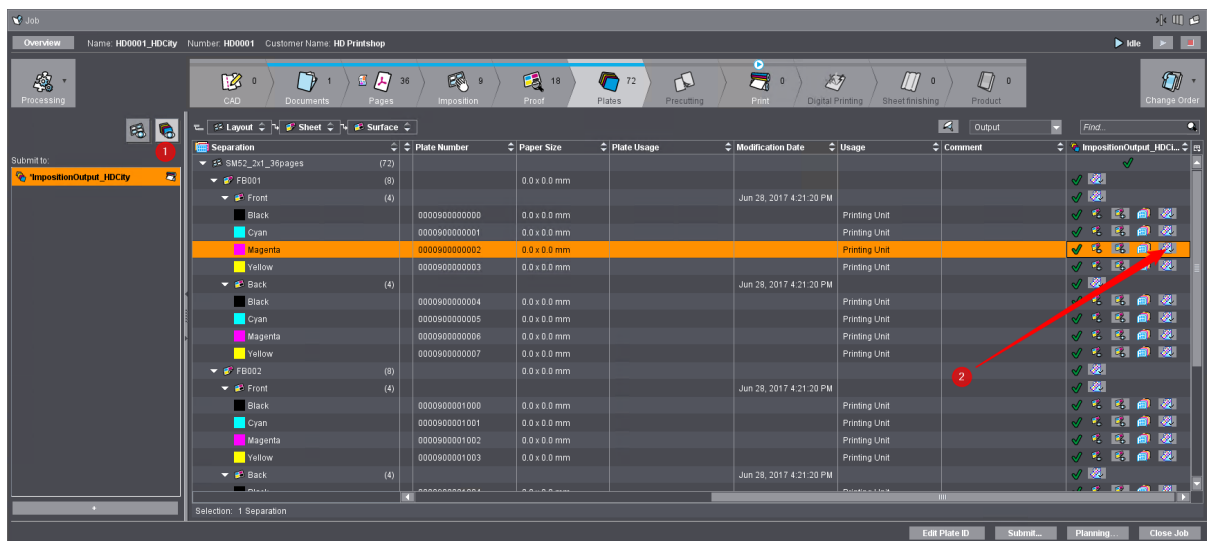 Job
Overview Name: HD0001_HDCity Number: HD0001 Customer Name: HD Printshop Idle
Processing
0 CAD
1 Documents
36 Pages
9 Imposition
18 Proof
72 Plates
Precutting
0 Print
Digital Printing
0 Sheet finishing
0 Product
Change Order
1
Layout Sheet Surface Output Find...
Submit to:
*ImpositionOutput_HDCity
Separation Plate Number Paper Size Plate Usage Modification Date Usage Comment ImpositionOutput_HDCi...
SM52_2x1_36pages (72)
FB001 (8) 0.0 x 0.0 mm
Front (4) Jun 28, 2017 4:21:20 PM
Black 0000900000000 0.0 x 0.0 mm Printing Unit
Cyan 0000900000001 0.0 x 0.0 mm Printing Unit
Magenta 0000900000002 0.0 x 0.0 mm Printing Unit
Yellow 0000900000003 0.0 x 0.0 mm Printing Unit
Back (4) Jun 28, 2017 4:21:20 PM
Black 0000900000004 0.0 x 0.0 mm Printing Unit
Cyan 0000900000005 0.0 x 0.0 mm Printing Unit
Magenta 0000900000006 0.0 x 0.0 mm Printing Unit
Yellow 0000900000007 0.0 x 0.0 mm Printing Unit
FB002 (8) 0.0 x 0.0 mm
2
Front (4) Jun 28, 2017 4:21:20 PM
Black 0000900001000 0.0 x 0.0 mm Printing Unit
Cyan 0000900001001 0.0 x 0.0 mm Printing Unit
Magenta 0000900001002 0.0 x 0.0 mm Printing Unit
Yellow 0000900001003 0.0 x 0.0 mm Printing Unit
Back (4) Jun 28, 2017 4:21:20 PM
+
Selection: 1 Separation
Edit Plate ID Submit... Planning... Close Job